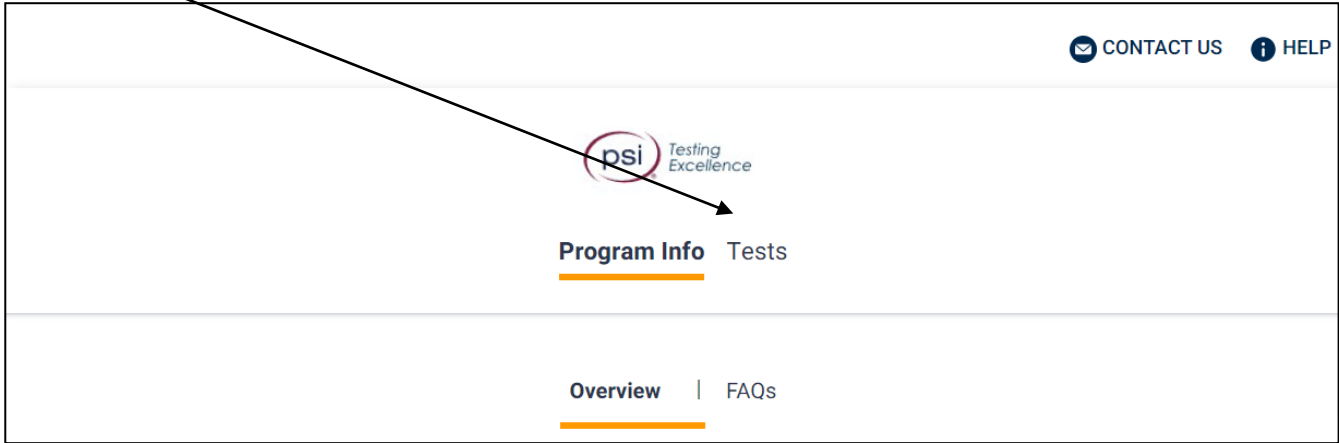 CONTACT US HELP
psi Testing
Excellence
Program Info Tests
Overview | FAQs